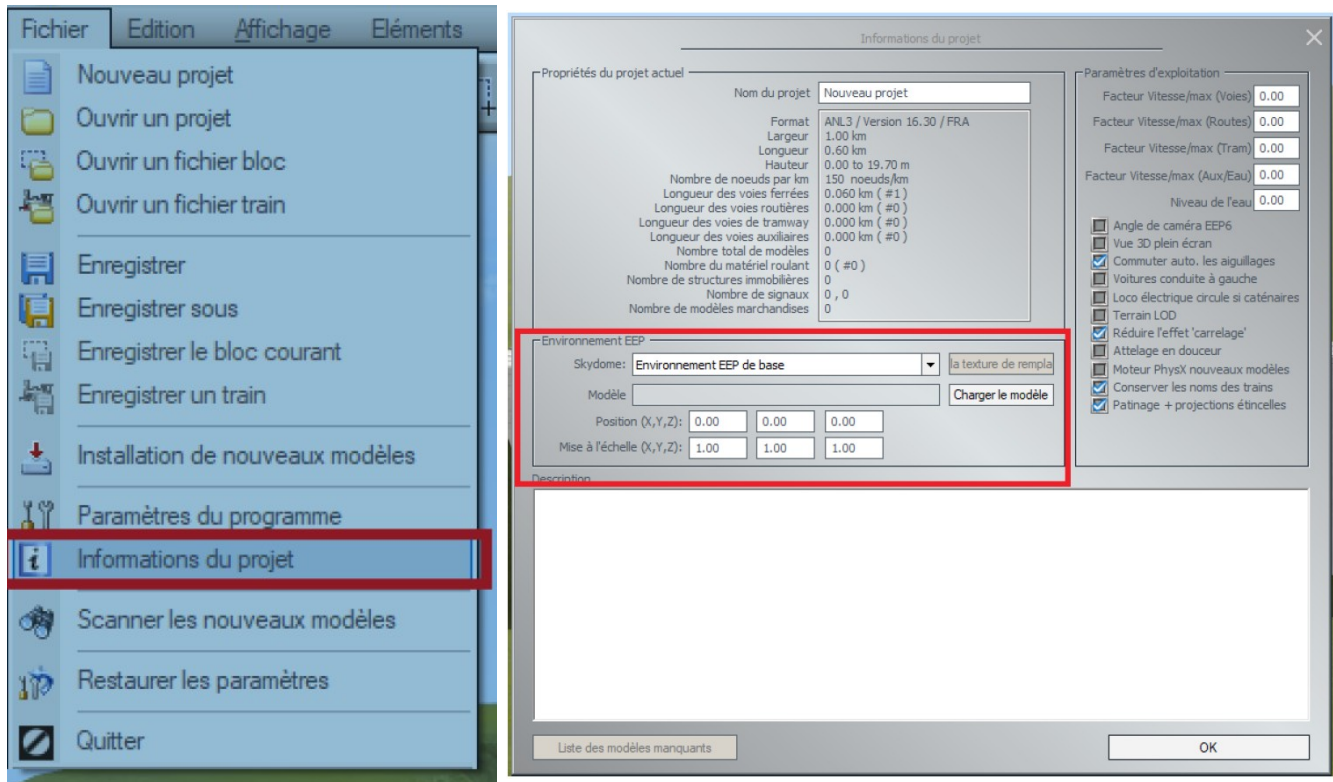 Fichier Edition Affichage Eléments
Nouveau projet
Ouvrir un projet
Ouvrir un fichier bloc
Ouvrir un fichier train
Enregistrer
Enregistrer sous
Enregistrer le bloc courant
Enregistrer un train
Installation de nouveaux modèles
Paramètres du programme
Informations du projet
Scanner les nouveaux modèles
Restaurer les paramètres
Quitter
Informations du projet
Propriétés du projet actuel
Nom du projet Nouveau projet
Format ANL3 / Version 16.30 / FRA
Largeur 1.00 km
Longueur 0.60 km
Hauteur 0.00 to 19.70 m
Nombre de noeuds par km 150 noeuds/km
Longueur des voies ferrées 0.060 km ( #1 )
Longueur des voies routières 0.000 km ( #0 )
Longueur des voies de tramway 0.000 km ( #0 )
Longueur des voies auxiliaires 0.000 km ( #0 )
Nombre total de modèles 0
Nombre du matériel roulant 0 ( #0 )
Nombre de structures immobilières 0
Nombre de signaux 0 , 0
Nombre de modèles marchandises 0
Environnement EEP
Skydome: Environnement EEP de base la texture de rempla
Modèle Charger le modèle
Position (X,Y,Z): 0.00 0.00 0.00
Mise à l'échelle (X,Y,Z): 1.00 1.00 1.00
Paramètres d'exploitation
Facteur Vitesse/max (Voies) 0.00
Facteur Vitesse/max (Routes) 0.00
Facteur Vitesse/max (Tram) 0.00
Facteur Vitesse/max (Aux/Eau) 0.00
Niveau de l'eau 0.00
Angle de caméra EEP6
Vue 3D plein écran
Commuter auto. les aiguillages
Voitures conduite à gauche
Loco électrique circule si caténaires
Terrain LOD
Réduire l'effet 'carrelage'
Attelage en douceur
Moteur PhysX nouveaux modèles
Conserver les noms des trains
Patinage + projections étincelles
Description
Liste des modèles manquants
OK